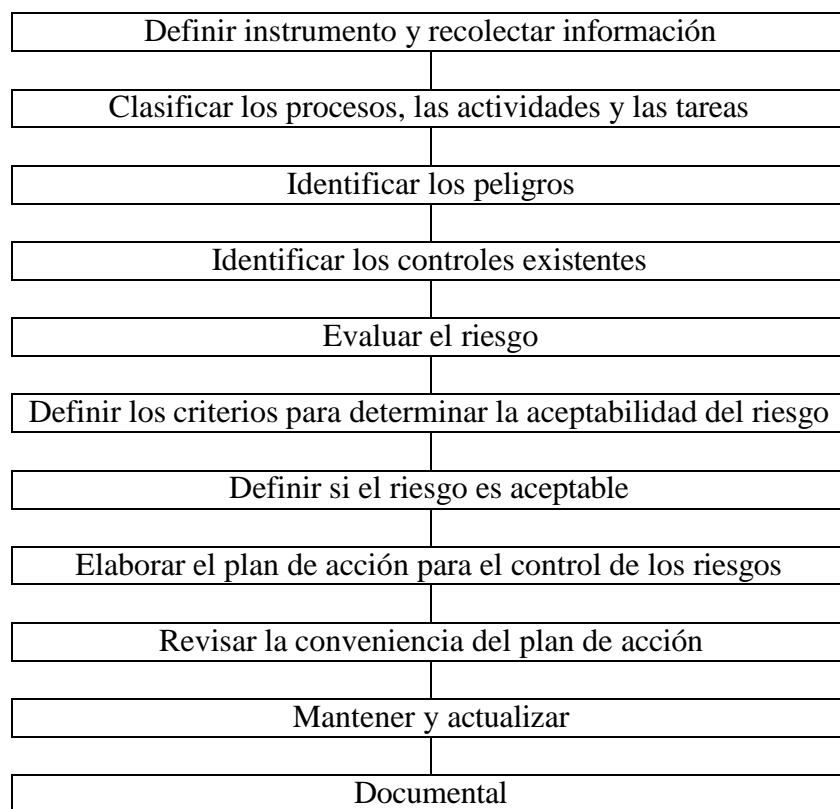 Definir instrumento y recolectar información
Clasificar los procesos, las actividades y las tareas
Identificar los peligros
Identificar los controles existentes
Evaluar el riesgo
Definir los criterios para determinar la aceptabilidad del riesgo
Definir si el riesgo es aceptable
Elaborar el plan de acción para el control de los riesgos
Revisar la conveniencia del plan de acción
Mantener y actualizar
Documental